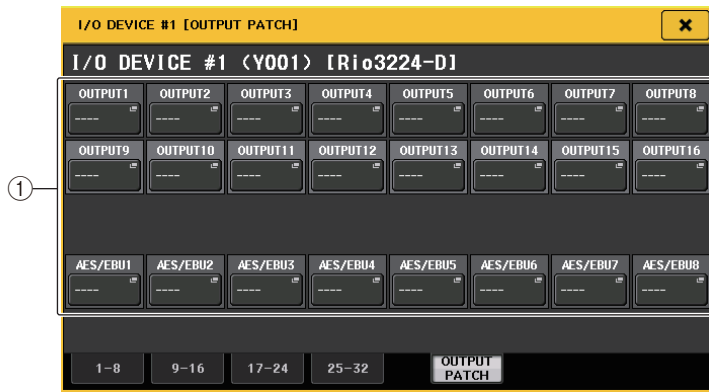 I/O DEVICE #1 [OUTPUT PATCH]
I/O DEVICE #1 (Y001) [Rio3224-D]
OUTPUT1 OUTPUT2 OUTPUT3 OUTPUT4 OUTPUT5 OUTPUT6 OUTPUT7 OUTPUT8
---- ---- ---- ---- ---- ---- ---- ----
OUTPUT9 OUTPUT10 OUTPUT11 OUTPUT12 OUTPUT13 OUTPUT14 OUTPUT15 OUTPUT16
---- ---- ---- ---- ---- ---- ---- ----
①
AES/EBU1 AES/EBU2 AES/EBU3 AES/EBU4 AES/EBU5 AES/EBU6 AES/EBU7 AES/EBU8
---- ---- ---- ---- ---- ---- ---- ----
1-8 9-16 17-24 25-32 OUTPUT
PATCH